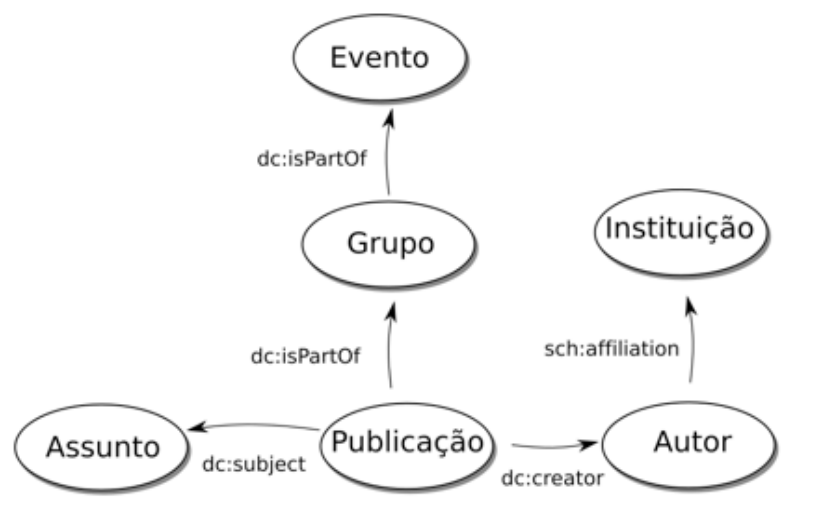 Evento
dc:isPartOf
Grupo
Instituição
dc:isPartOf
sch:affiliation
Assunto
Publicação
Autor
dc:subject
dc:creator